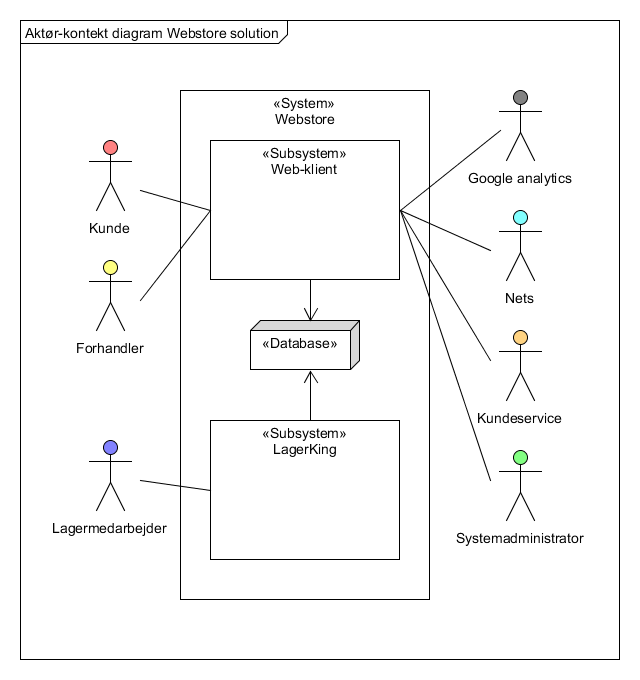 Aktør-kontekt diagram Webstore solution
«System»
Webstore
«Subsystem»
Web-klient
Kunde
Forhandler
Google analytics
Nets
«Database»
Kundeservice
«Subsystem»
LagerKing
Lagermedarbejder
Systemadministrator